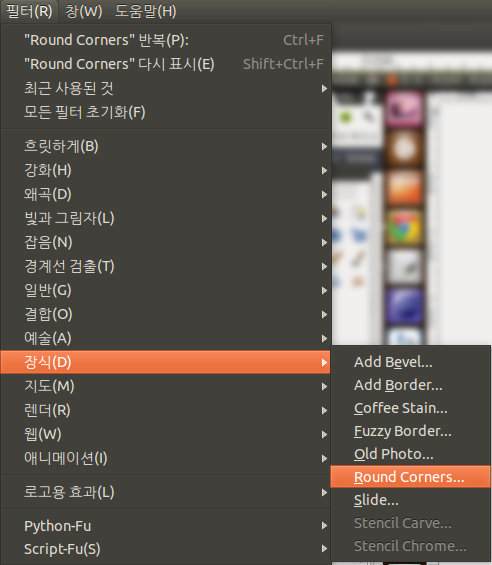 필터(R) 창(W) 도움말(H)
"Round Corners" 반복(P): Ctrl+F
"Round Corners" 다시 표시(E) Shift+Ctrl+F
최근 사용된 것
모든 필터 초기화(F)
흐릿하게(B)
강화(H)
왜곡(D)
빛과 그림자(L)
잡음(N)
경계선 검출(T)
일반(G)
결합(O)
예술(A)
장식(D)
지도(M)
렌더(R)
웹(W)
애니메이션(I)
로고용 효과(L)
Python-Fu
Script-Fu(S)
Add Bevel...
Add Border...
Coffee Stain...
Fuzzy Border...
Old Photo...
Round Corners...
Slide...
Stencil Carve...
Stencil Chrome...